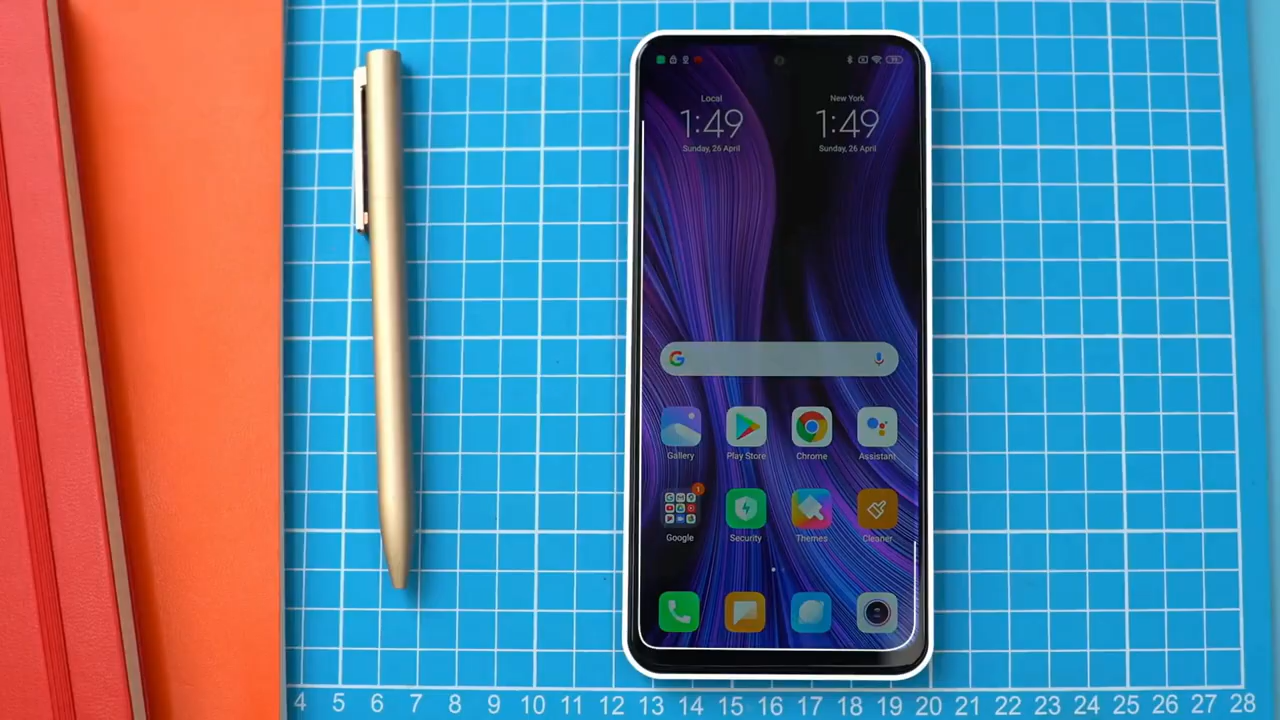 Local
New York
1:49
1:49
Sunday, 26 April
Sunday, 26 April
G
Gallery
Play Store
Chrome
Assistant
1
Google
Security
Themes
Cleaner
4 5 6 7 8 9 10 11 12 13 14 15 16 17 18 19 20 21 22 23 24 25 26 27 28